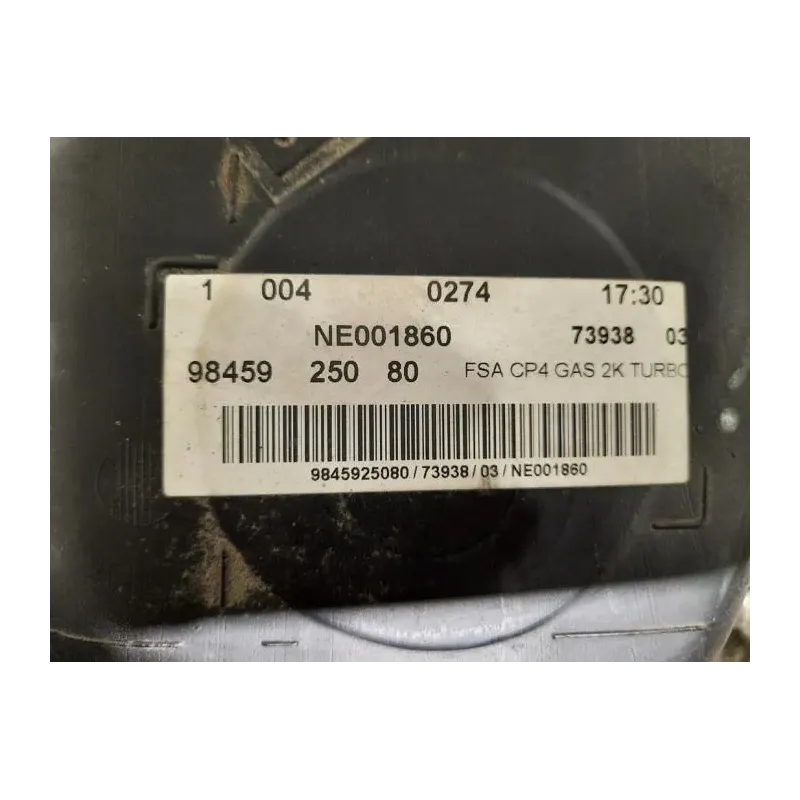 1 004 0274 17:30
NE001860 73938 03
98459 250 80 FSA CP4 GAS 2K TURBO
9845925080/73938/03/NE001860